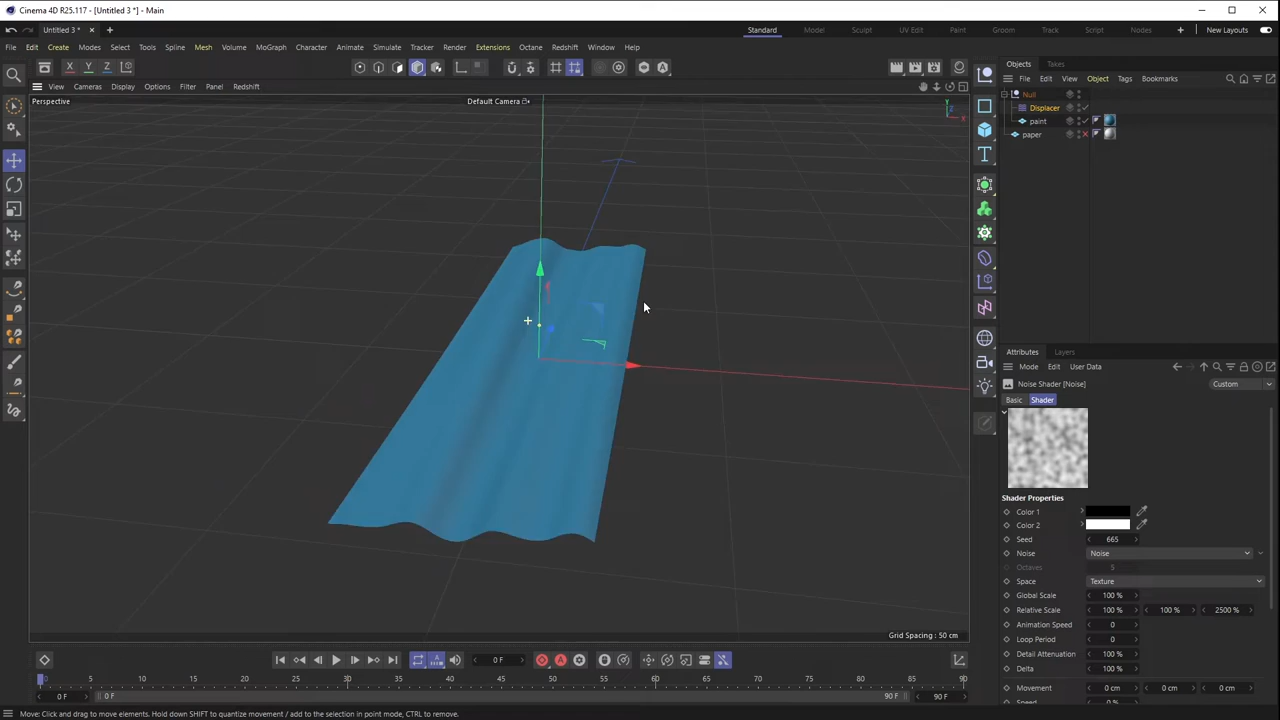 Cinema 4D R25.117 - [Untitled 3 *] - Main
Untitled 3 *
Standard Model Sculpt UV Edit Paint Groom Track Script Nodes New Layouts
File Edit Create Modes Select Tools Spline Mesh Volume MoGraph Character Animate Simulate Tracker Render Extensions Octane Redshift Window Help
X Y Z
Objects Takes
View Cameras Display Options Filter Panel Redshift
File Edit View Object Tags Bookmarks
Perspective
Default Camera
Null
Displacer
paint
paper
Attributes Layers
Mode Edit User Data
Noise Shader [Noise]
Custom
Basic Shader
Shader Properties
Color 1
Color 2
Seed 665
Noise Noise
Octaves 5
Space Texture
Global Scale 100 %
Relative Scale 100 % 100 % 2500 %
Animation Speed 0
Loop Period 0
Detail Attenuation 100 %
Delta 100 %
Movement 0 cm 0 cm 0 cm
Speed 0 %
Grid Spacing : 50 cm
0 F
0 5 10 15 20 25 30 35 40 45 50 55 60 65 70 75 80 85 90
0 F 0 F 90 F 90 F
Move: Click and drag to move elements. Hold down SHIFT to quantize movement / add to the selection in point mode, CTRL to remove.